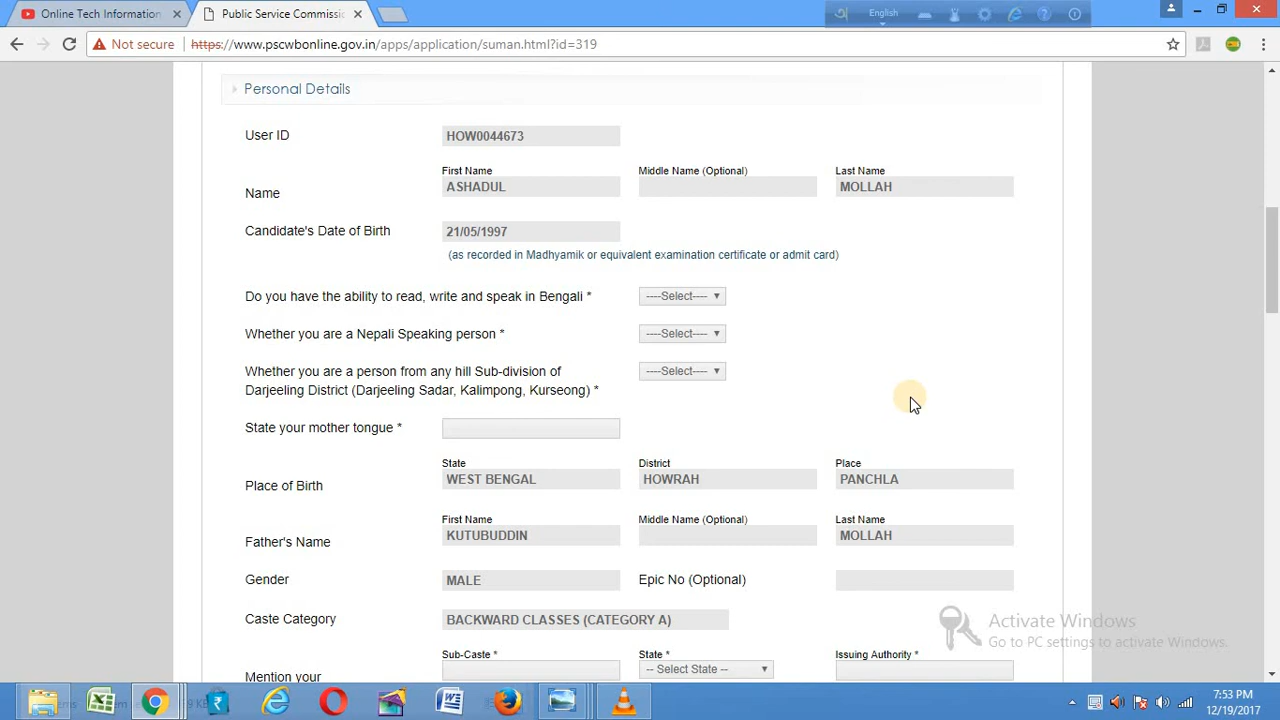 Online Tech Information
Public Service Commissi
English
Not secure
https://www.pscwbonline.gov.in/apps/application/suman.html?id=319
Personal Details
User ID
HOW0044673
First Name
Middle Name (Optional)
Last Name
Name
ASHADUL
MOLLAH
Candidate's Date of Birth
21/05/1997
(as recorded in Madhyamik or equivalent examination certificate or admit card)
Do you have the ability to read, write and speak in Bengali *
----Select----
Whether you are a Nepali Speaking person *
----Select----
Whether you are a person from any hill Sub-division of
Darjeeling District (Darjeeling Sadar, Kalimpong, Kurseong) *
----Select----
State your mother tongue *
State
District
Place
Place of Birth
WEST BENGAL
HOWRAH
PANCHLA
First Name
Middle Name (Optional)
Last Name
Father's Name
KUTUBUDDIN
MOLLAH
Gender
MALE
Epic No (Optional)
Caste Category
BACKWARD CLASSES (CATEGORY A)
Activate Windows
Go to PC settings to activate Windows.
Sub-Caste *
State *
Issuing Authority *
Mention your
-- Select State --
7:53 PM
12/19/2017